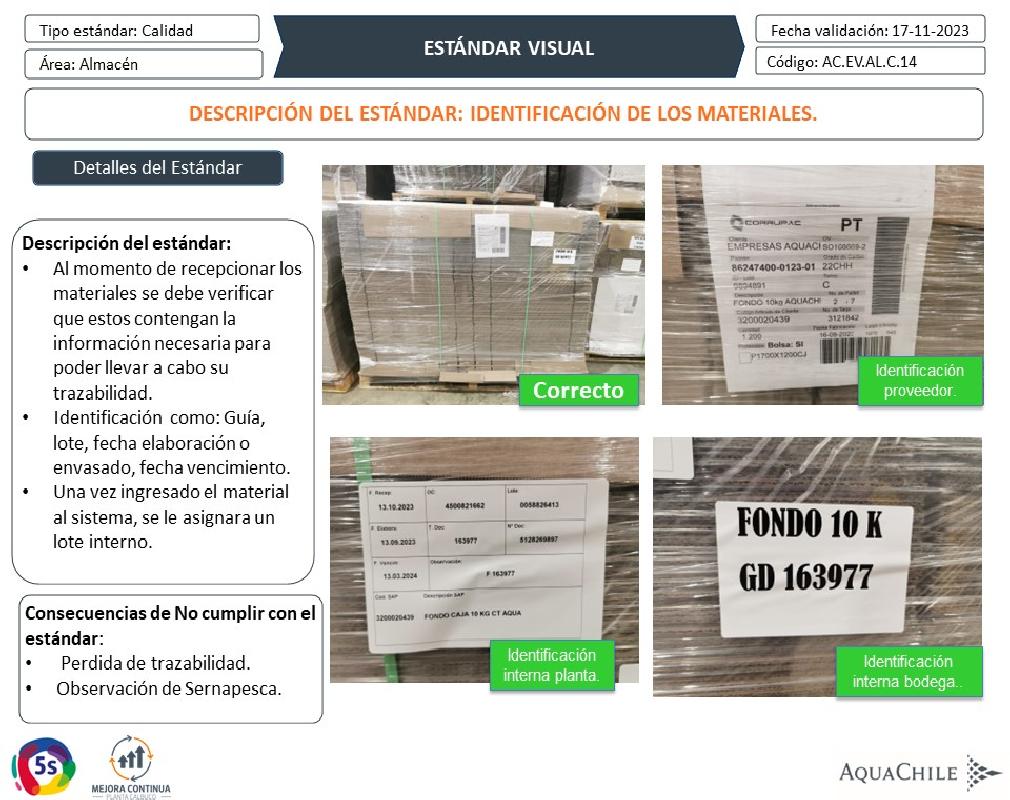 Tipo estándar: Calidad
Área: Almacén
ESTÁNDAR VISUAL
Fecha validación: 17-11-2023
Código: AC.EV.AL.C.14
DESCRIPCIÓN DEL ESTÁNDAR: IDENTIFICACIÓN DE LOS MATERIALES.
Detalles del Estándar
Descripción del estándar:
• Al momento de recepcionar los
materiales se debe verificar
que estos contengan la
información necesaria para
poder llevar a cabo su
trazabilidad.
• Identificación como: Guía,
lote, fecha elaboración o
envasado, fecha vencimiento.
• Una vez ingresado el material
al sistema, se le asignara un
lote interno.
Consecuencias de No cumplir con el
estándar:
• Perdida de trazabilidad.
• Observación de Sernapesca.
Correcto
CORRUPAC PT
EMPRESAS AQUACI
86247400-0123-01 22CHH
C
FONDO 10kg AQUACHI 2 - 7
3200020439 3121842
1.200
Bolsa: SI
P1700X1200CJ
Identificación
proveedor.
F. Recep: OC: Lote:
13.10.2023 4500821662 0058826413
F. Elabora: T. Doc: N° Doc:
13.09.2023 163977
Observación:
13.03.2024 F 163977
Cod. SAP Descripción SAP:
3200020439 FONDO CAJA 10 KG CT AQUA
Identificación
interna planta.
FONDO 10 K
GD 163977
Identificación
interna bodega..
5s
MEJORA CONTINUA
PLANTA CALBUCO
AQUACHILE